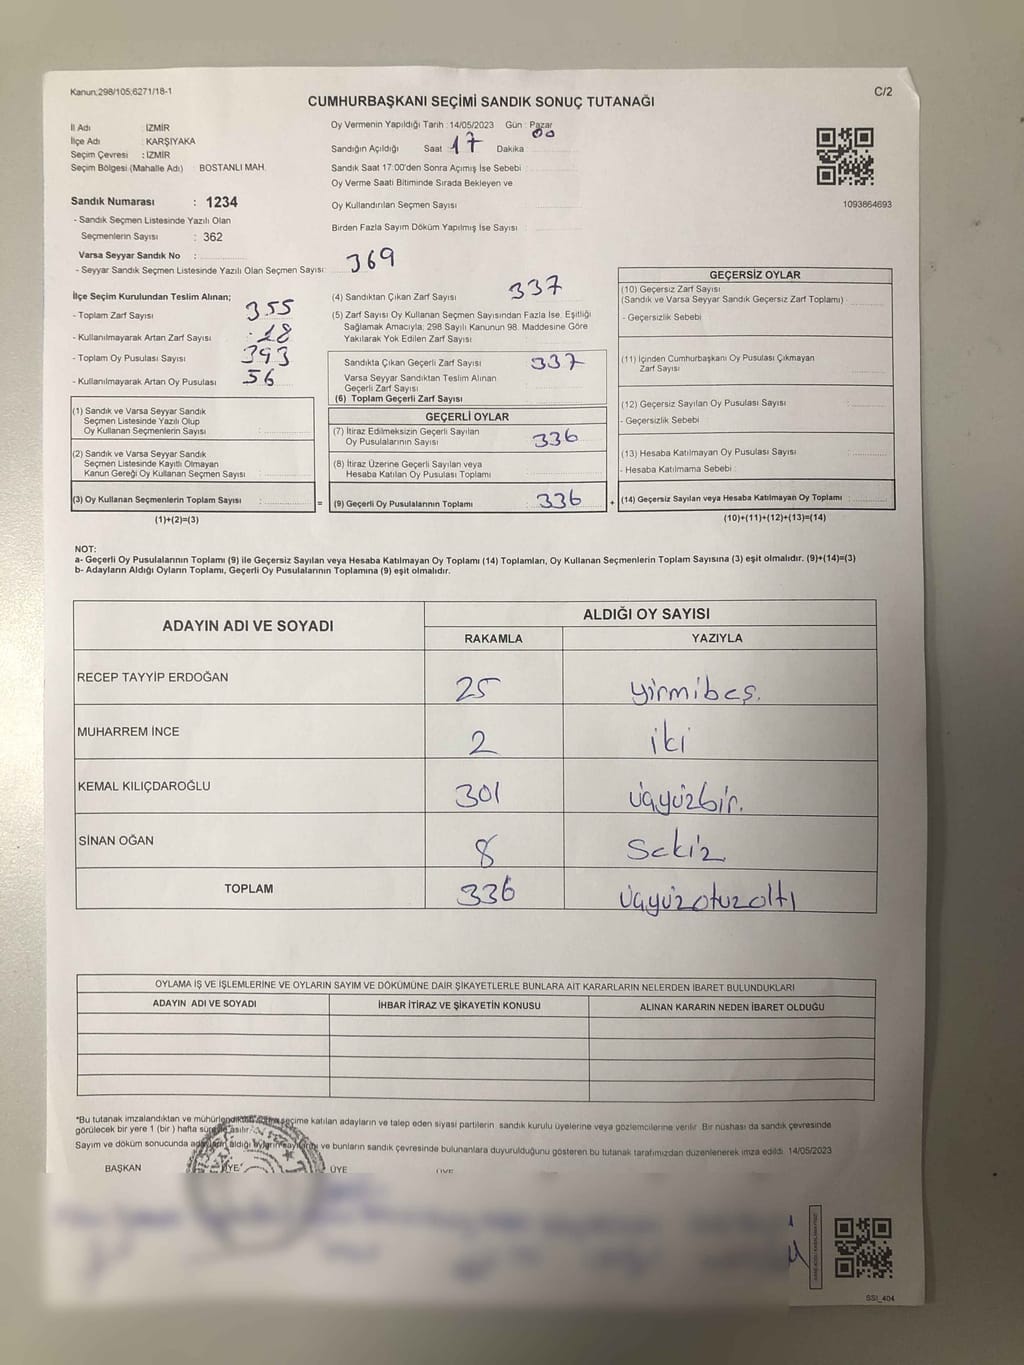 Kanun:298/105;6271/18-1
C/2
CUMHURBAŞKANI SEÇİMİ SANDIK SONUÇ TUTANAĞI
İl Adı : İZMİR
İlçe Adı : KARŞIYAKA
Seçim Çevresi : İZMİR
Seçim Bölgesi (Mahalle Adı) BOSTANLI MAH.
Sandık Numarası : 1234
- Sandık Seçmen Listesinde Yazılı Olan
Seçmenlerin Sayısı : 362
Varsa Seyyar Sandık No :
- Seyyar Sandık Seçmen Listesinde Yazılı Olan Seçmen Sayısı: 369
Oy Vermenin Yapıldığı Tarih : 14/05/2023 Gün : Pazar
Sandığın Açıldığı Saat 17 Dakika 00
Sandık Saat 17:00'den Sonra Açımış İse Sebebi :
Oy Verme Saati Bitiminde Sırada Bekleyen ve
Oy Kullandırılan Seçmen Sayısı
Birden Fazla Sayım Döküm Yapılmış İse Sayısı :
1093864693
İlçe Seçim Kurulundan Teslim Alınan;
- Toplam Zarf Sayısı : 355
- Kullanılmayarak Artan Zarf Sayısı : 18
- Toplam Oy Pusulası Sayısı : 393
- Kullanılmayarak Artan Oy Pusulası 56
(1) Sandık ve Varsa Seyyar Sandık
Seçmen Listesinde Yazılı Olup
Oy Kullanan Seçmenlerin Sayısı :
(2) Sandık ve Varsa Seyyar Sandık
Seçmen Listesinde Kayıtlı Olmayan
Kanun Gereği Oy Kullanan Seçmen Sayısı
(3) Oy Kullanan Seçmenlerin Toplam Sayısı :
(1)+(2)=(3)
(4) Sandıktan Çıkan Zarf Sayısı 337
(5) Zarf Sayısı Oy Kullanan Seçmen Sayısından Fazla İse, Eşitliği
Sağlamak Amacıyla; 298 Sayılı Kanunun 98. Maddesine Göre
Yakılarak Yok Edilen Zarf Sayısı
Sandıkta Çıkan Geçerli Zarf Sayısı 337
Varsa Seyyar Sandıktan Teslim Alınan
Geçerli Zarf Sayısı
(6) Toplam Geçerli Zarf Sayısı
GEÇERLİ OYLAR
(7) İtiraz Edilmeksizin Geçerli Sayılan
Oy Pusulalarının Sayısı 336
(8) İtiraz Üzerine Geçerli Sayılan veya
Hesaba Katılan Oy Pusulası Toplamı
= (9) Geçerli Oy Pusulalarının Toplamı 336 +
GEÇERSİZ OYLAR
(10) Geçersiz Zarf Sayısı
(Sandık ve Varsa Seyyar Sandık Geçersiz Zarf Toplamı)
- Geçersizlik Sebebi
(11) İçinden Cumhurbaşkanı Oy Pusulası Çıkmayan
Zarf Sayısı
(12) Geçersiz Sayılan Oy Pusulası Sayısı :
- Geçersizlik Sebebi
(13) Hesaba Katılmayan Oy Pusulası Sayısı :
- Hesaba Katılmama Sebebi :
(14) Geçersiz Sayılan veya Hesaba Katılmayan Oy Toplamı :
(10)+(11)+(12)+(13)=(14)
NOT:
a- Geçerli Oy Pusulalarının Toplamı (9) ile Geçersiz Sayılan veya Hesaba Katılmayan Oy Toplamı (14) Toplamları, Oy Kullanan Seçmenlerin Toplam Sayısına (3) eşit olmalıdır. (9)+(14)=(3)
b- Adayların Aldığı Oyların Toplamı, Geçerli Oy Pusulalarının Toplamına (9) eşit olmalıdır.
ADAYIN ADI VE SOYADI ALDIĞI OY SAYISI
RAKAMLA YAZIYLA
RECEP TAYYİP ERDOĞAN 25 yirmibeş.
MUHARREM İNCE 2 iki
KEMAL KILIÇDAROĞLU 301 üçyüzbir.
SİNAN OĞAN 8 Sekiz
TOPLAM 336 üçyüzotuzaltı
OYLAMA İŞ VE İŞLEMLERİNE VE OYLARIN SAYIM VE DÖKÜMÜNE DAİR ŞİKAYETLERLE BUNLARA AİT KARARLARIN NELERDEN İBARET BULUNDUKLARI
ADAYIN ADI VE SOYADI İHBAR İTİRAZ VE ŞİKAYETİN KONUSU ALINAN KARARIN NEDEN İBARET OLDUĞU
*Bu tutanak imzalandıktan ve mühürlendikten sonra seçime katılan adayların ve talep eden siyasi partilerin sandık kurulu üyelerine veya gözlemcilerine verilir. Bir nüshası da sandık çevresinde
görülecek bir yere 1 (bir ) hafta süreyle asılır.
Sayım ve döküm sonucunda adayların aldığı oyların sayısını ve bunların sandık çevresinde bulunanlara duyurulduğunu gösteren bu tutanak tarafımızdan düzenlenerek imza edildi. 14/05/2023
BAŞKAN ÜYE ÜYE ÜYE
SSI_404